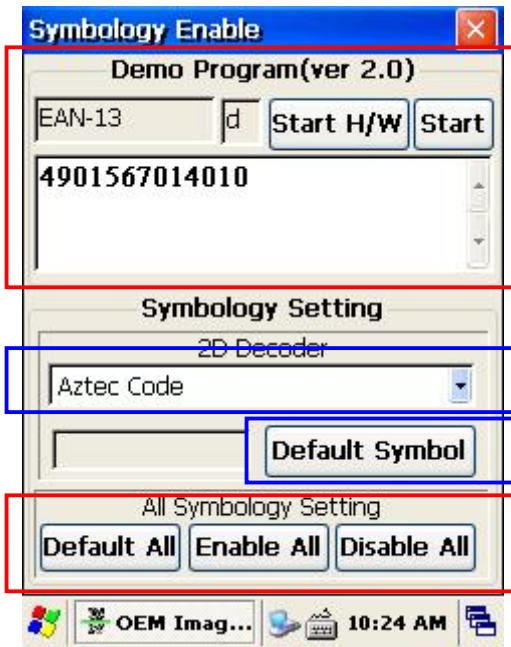 Symbology Enable
Demo Program(ver 2.0)
EAN-13 d Start H/W Start
4901567014010
Symbology Setting
2D Decoder
Aztec Code
Default Symbol
All Symbology Setting
Default All Enable All Disable All
OEM Imag... 10:24 AM